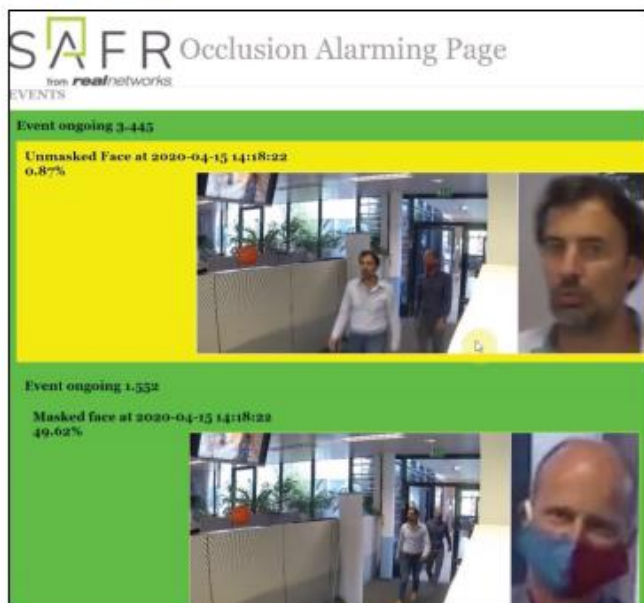 SAFR
from realnetworks
Occlusion Alarming Page
EVENTS
Event ongoing 3.445
Unmasked Face at 2020-04-15 14:18:22
0.87%
Event ongoing 1.552
Masked face at 2020-04-15 14:18:22
49.62%